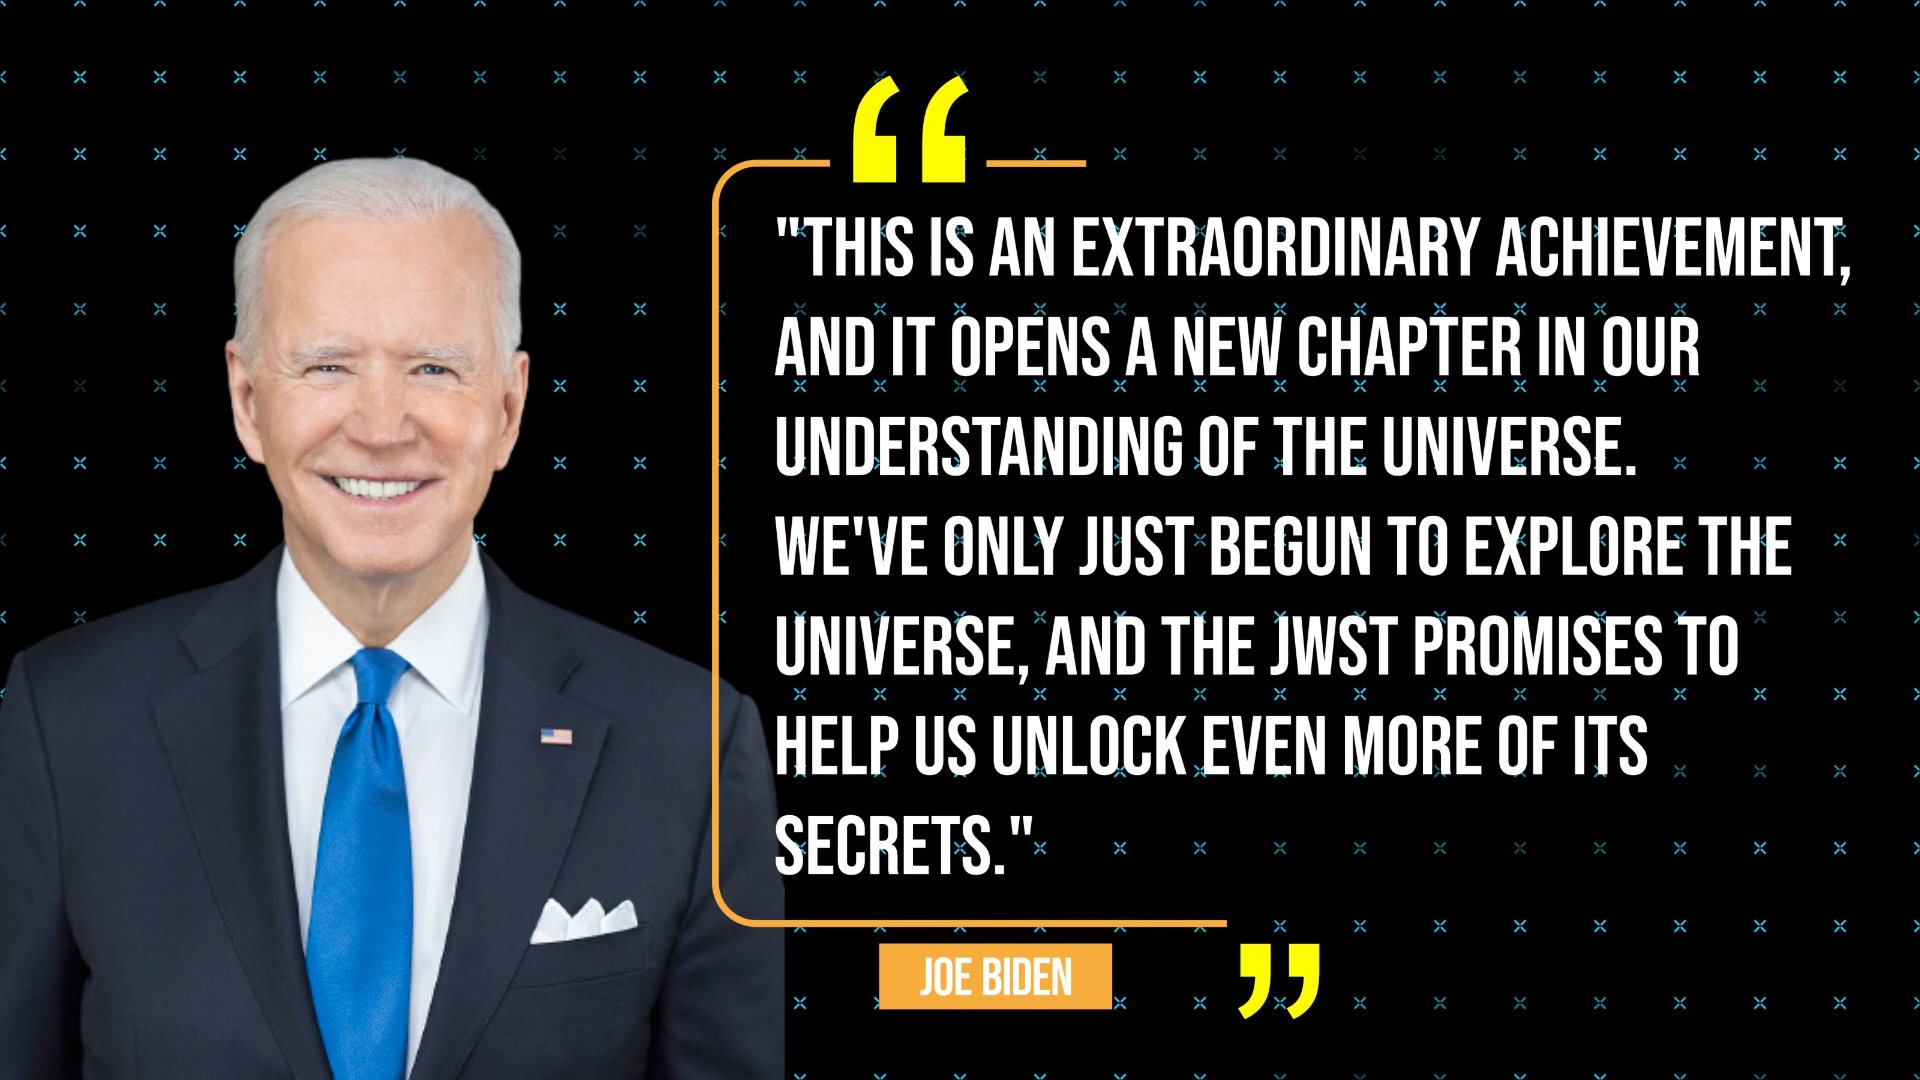 "THIS IS AN EXTRAORDINARY ACHIEVEMENT,
AND IT OPENS A NEW CHAPTER IN OUR
UNDERSTANDING OF THE UNIVERSE.
WE'VE ONLY JUST BEGUN TO EXPLORE THE
UNIVERSE, AND THE JWST PROMISES TO
HELP US UNLOCK EVEN MORE OF ITS
SECRETS."
JOE BIDEN